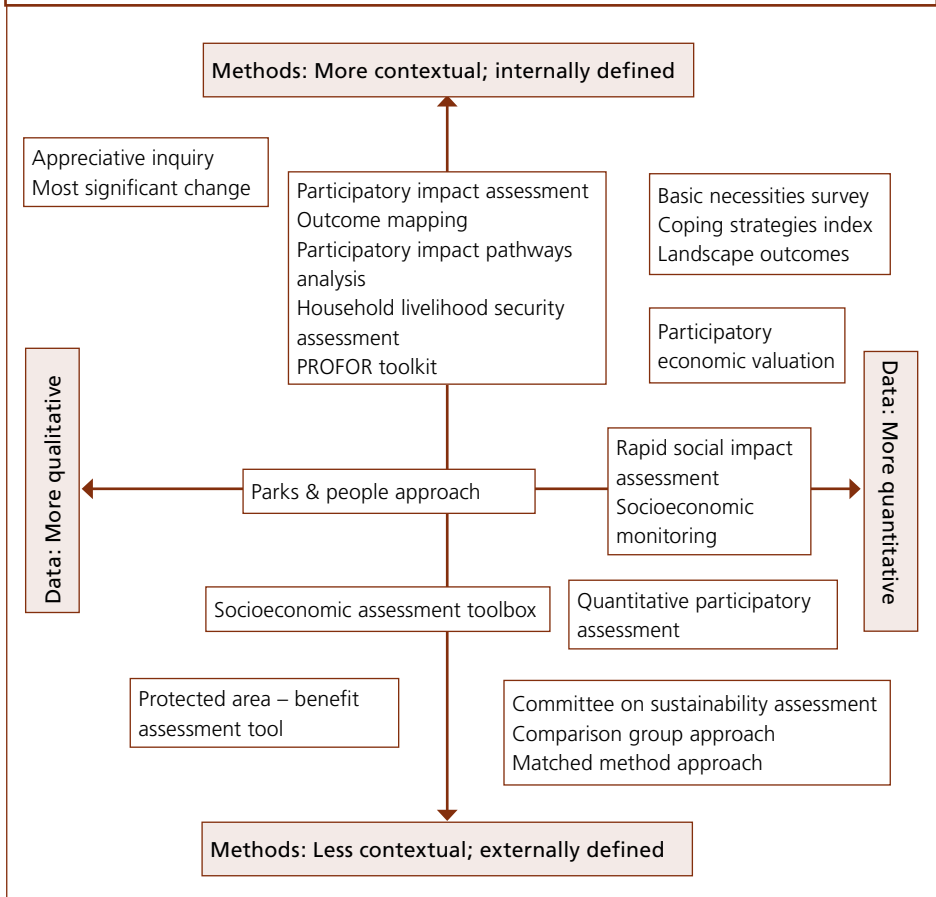 Methods: More contextual; internally defined
Appreciative inquiry
Most significant change
Participatory impact assessment
Outcome mapping
Participatory impact pathways
analysis
Household livelihood security
assessment
PROFOR toolkit
Basic necessities survey
Coping strategies index
Landscape outcomes
Participatory
economic valuation
Data: More qualitative
Parks & people approach
Rapid social impact
assessment
Socioeconomic
monitoring
Data: More quantitative
Socioeconomic assessment toolbox
Quantitative participatory
assessment
Protected area – benefit
assessment tool
Committee on sustainability assessment
Comparison group approach
Matched method approach
Methods: Less contextual; externally defined